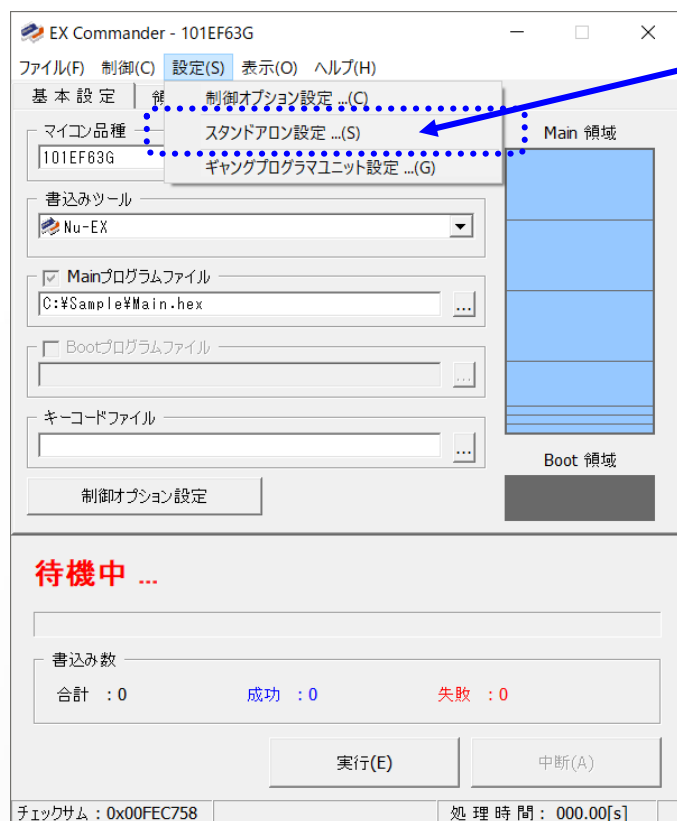 EX Commander - 101EF63G
ファイル(F) 制御(C) 設定(S) 表示(O) ヘルプ(H)
基本設定
制御オプション設定 ...(C)
スタンドアロン設定 ...(S)
ギャングプログラマユニット設定 ...(G)
マイコン品種
101EF63G
書込みツール
Nu-EX
Mainプログラムファイル
C:¥Sample¥Main.hex
...
Bootプログラムファイル
...
キーコードファイル
...
制御オプション設定
Main 領域
Boot 領域
待機中 ...
書込み数
合計 :0 成功 :0 失敗 :0
実行(E) 中断(A)
チェックサム:0x00FEC758 処理時間: 000.00[s]